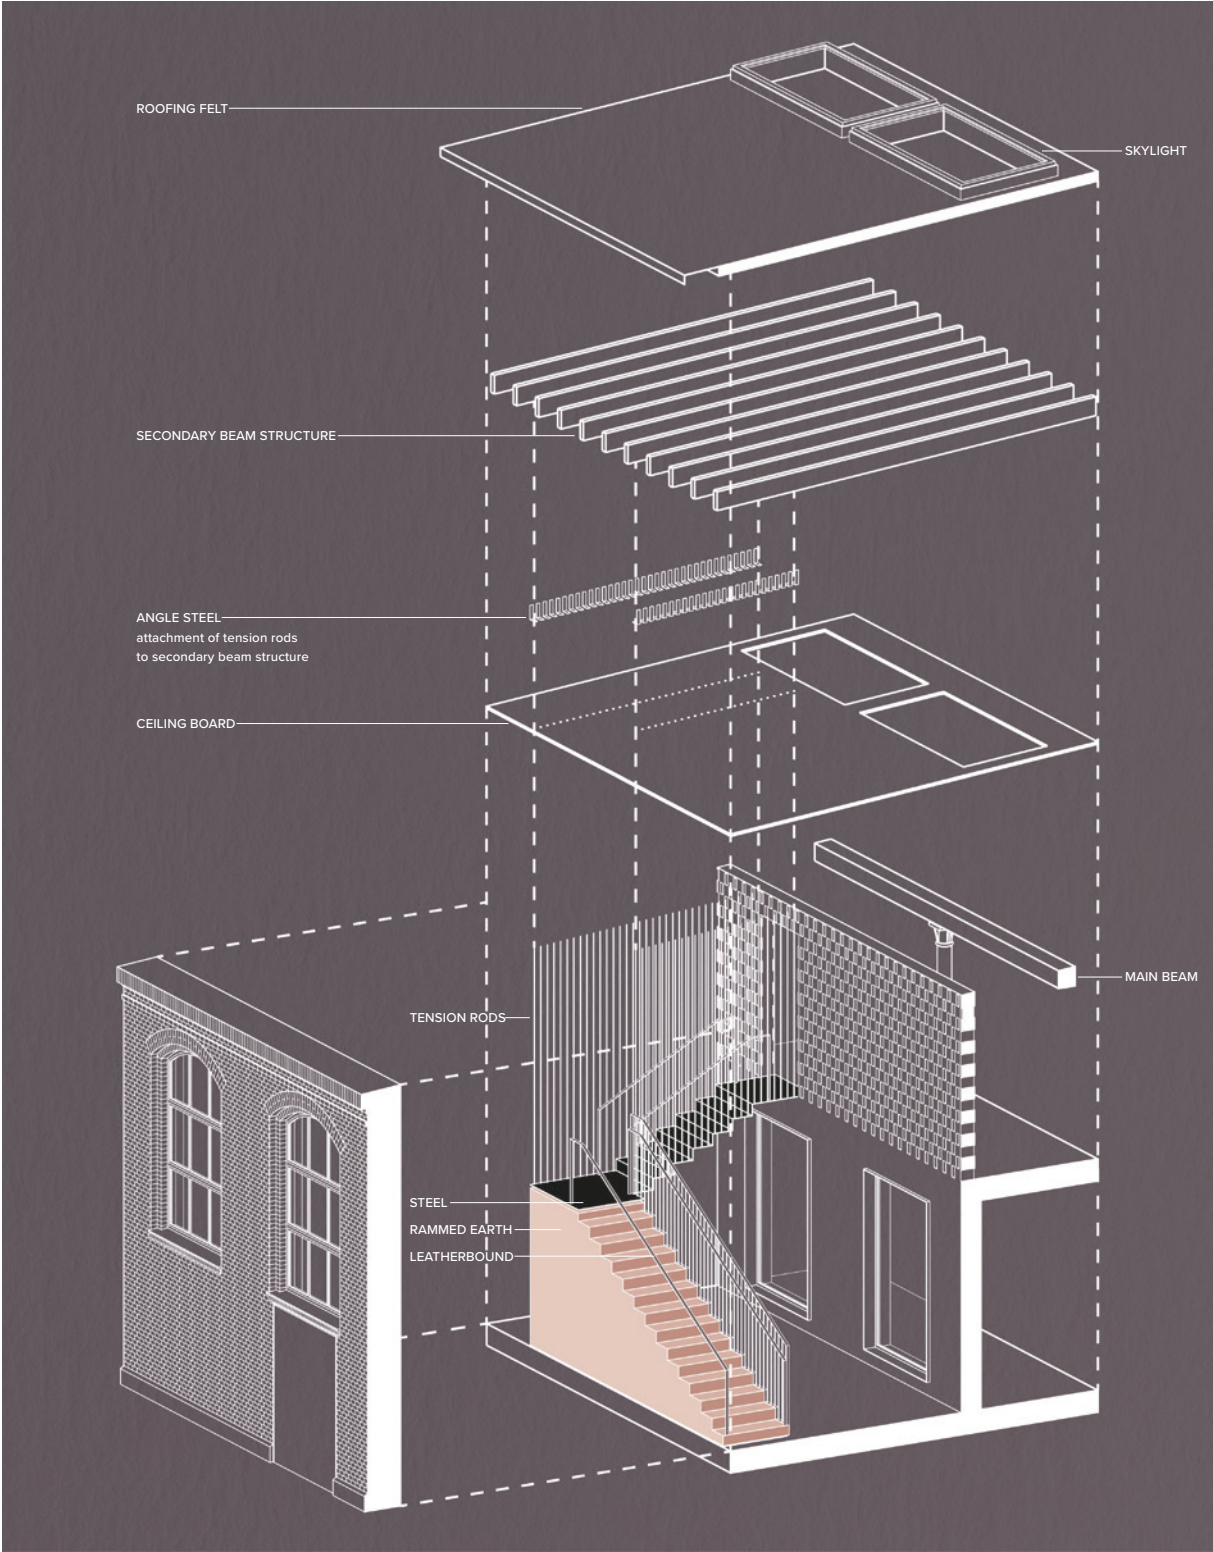 ROOFING FELT
SKYLIGHT
SECONDARY BEAM STRUCTURE
ANGLE STEEL
attachment of tension rods
to secondary beam structure
CEILING BOARD
MAIN BEAM
TENSION RODS
STEEL
RAMMED EARTH
LEATHERBOUND